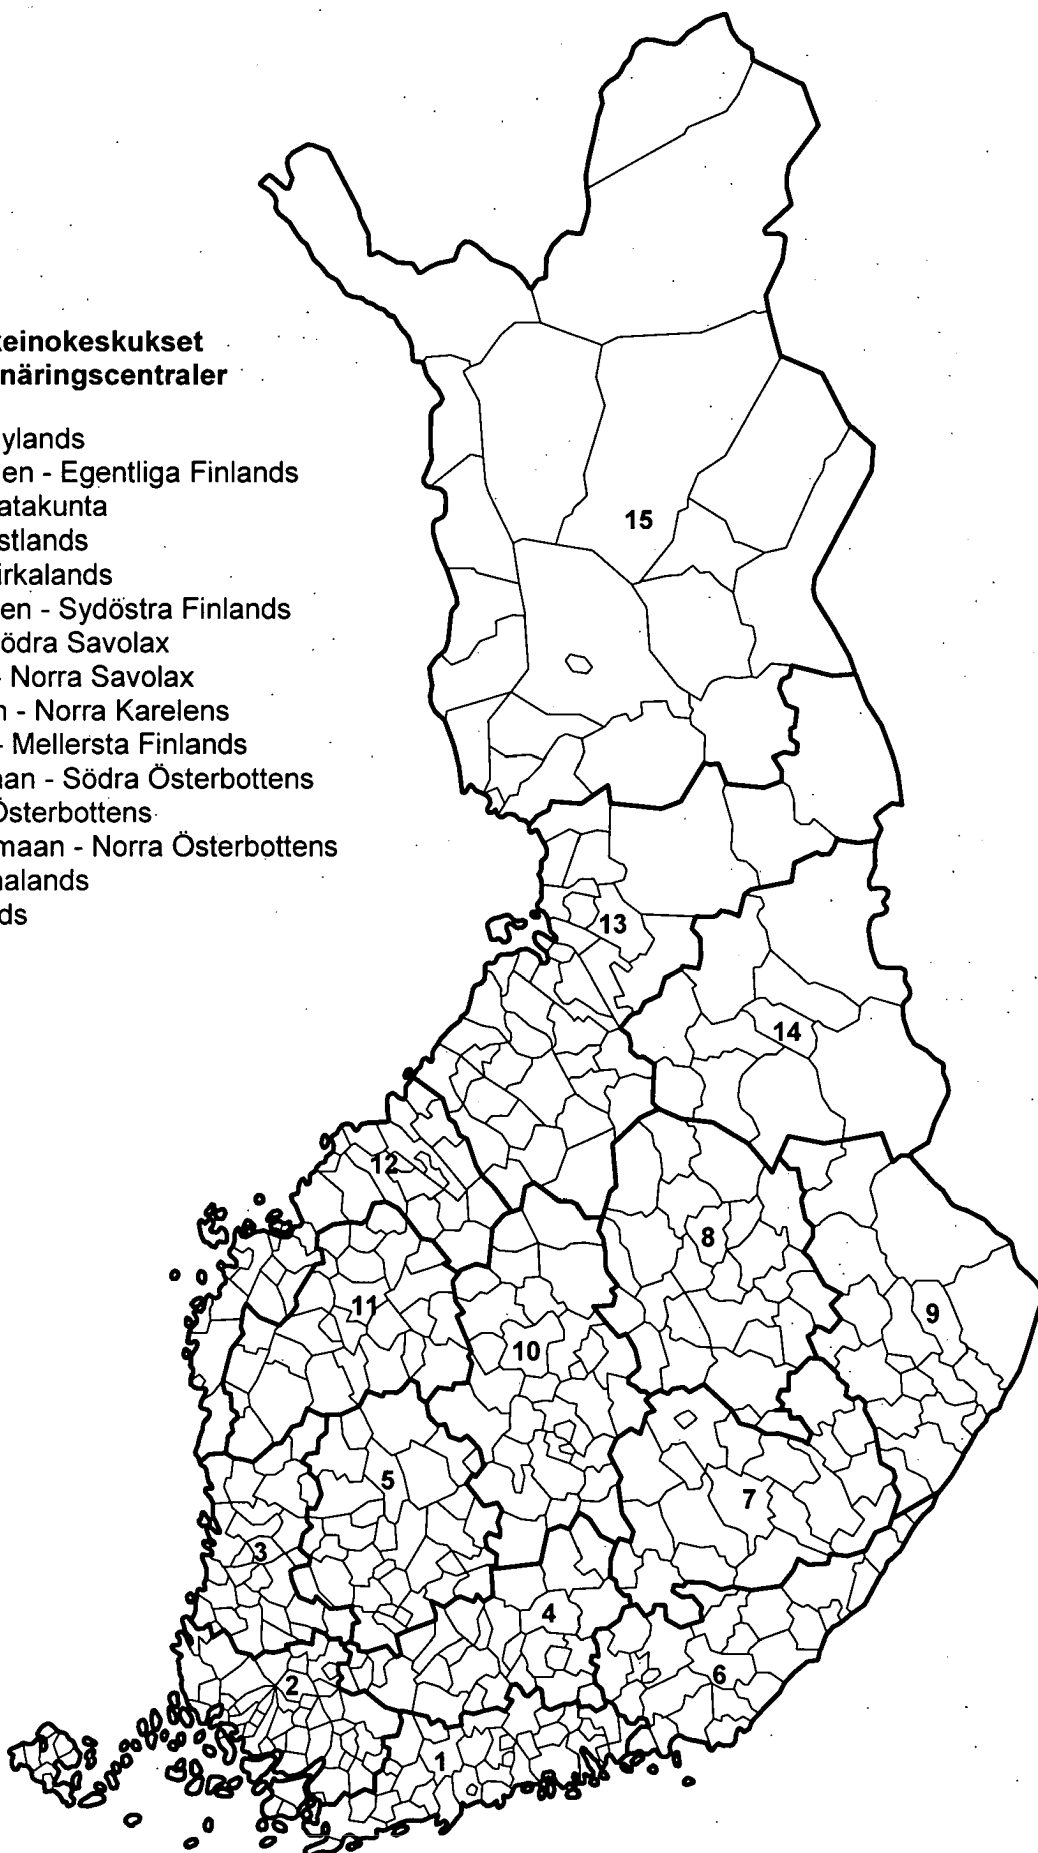 keinokeskukset
näringscentraler
ylands
en - Egentliga Finlands
atakunta
stlands
irkalands
en - Sydöstra Finlands
ödra Savolax
- Norra Savolax
n - Norra Karelens
- Mellersta Finlands
aan - Södra Österbottens
Österbottens
maan - Norra Österbottens
nalands
ds
15
13
14
12
8
11
9
10
5
7
3
4
6
2
1